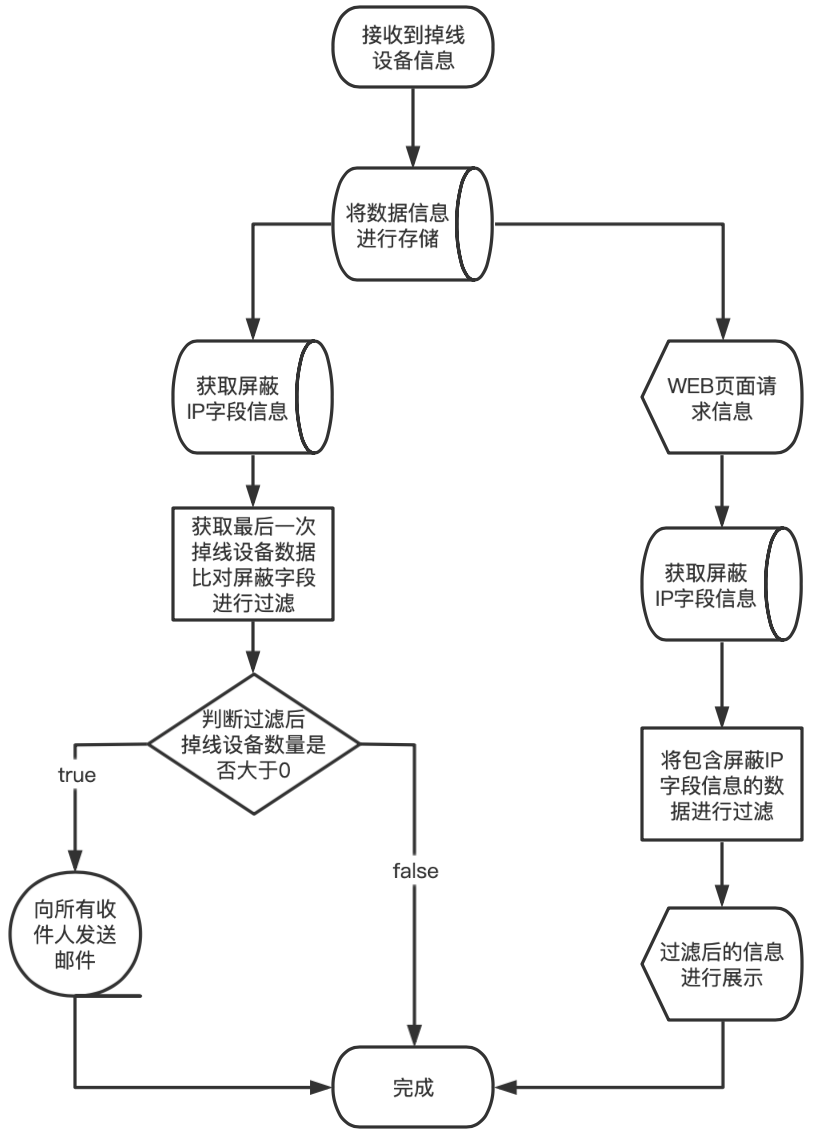 接收到掉线
设备信息
将数据信息
进行存储
获取屏蔽
IP字段信息
获取最后一次
掉线设备数据
比对屏蔽字段
进行过滤
判断过滤后
掉线设备数量是
否大于0
true
false
向所有收
件人发送
邮件
WEB页面请
求信息
获取屏蔽
IP字段信息
将包含屏蔽IP
字段信息的数
据进行过滤
过滤后的信息
进行展示
完成